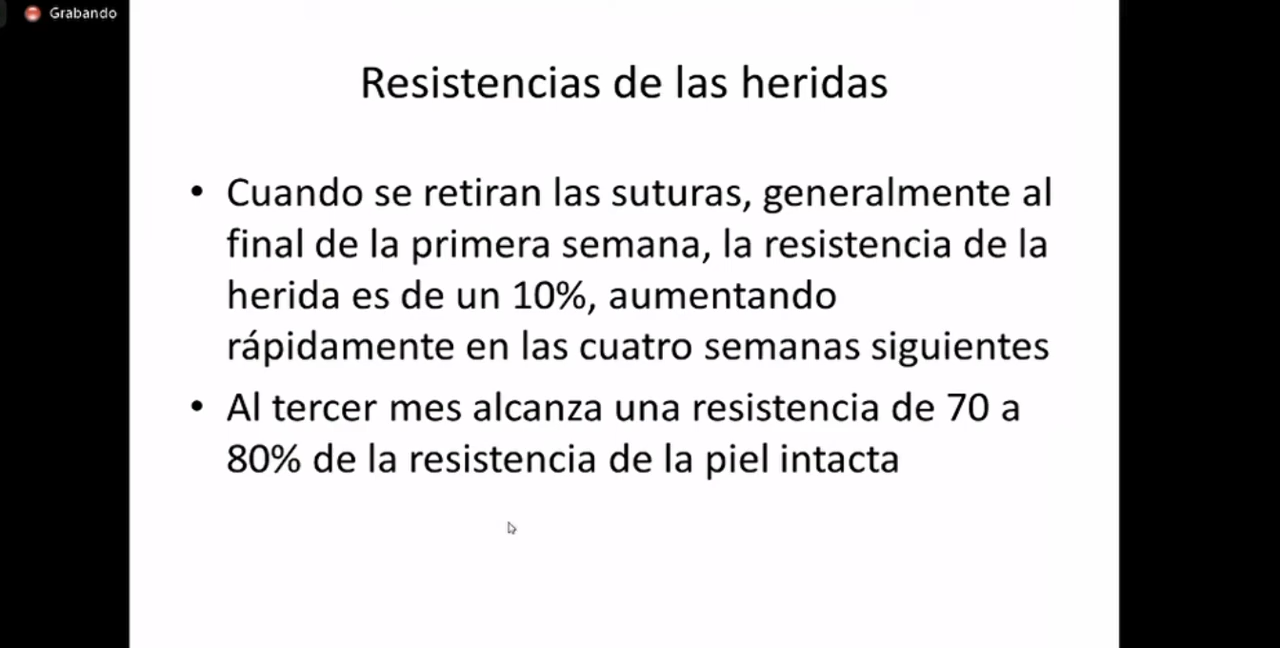 Grabando
Resistencias de las heridas
• Cuando se retiran las suturas, generalmente al
final de la primera semana, la resistencia de la
herida es de un 10%, aumentando
rápidamente en las cuatro semanas siguientes
• Al tercer mes alcanza una resistencia de 70 a
80% de la resistencia de la piel intacta